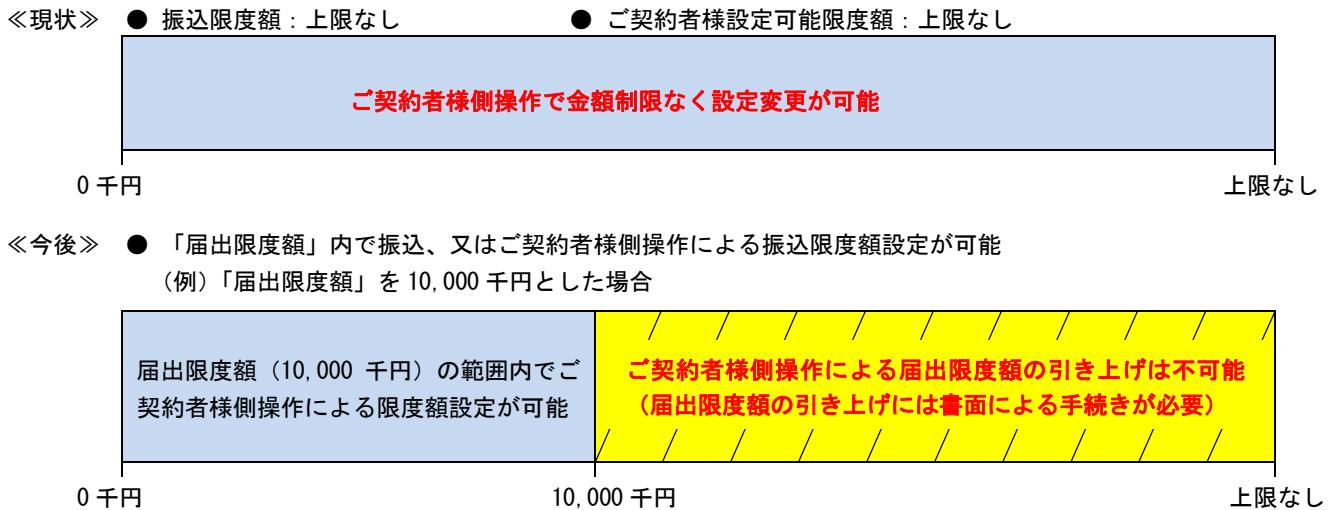 ≪現状≫ ● 振込限度額：上限なし ● ご契約者様設定可能限度額：上限なし
ご契約者様側操作で金額制限なく設定変更が可能
0 千円 上限なし
≪今後≫ ● 「届出限度額」内で振込、又はご契約者様側操作による振込限度額設定が可能
（例）「届出限度額」を 10,000 千円とした場合
届出限度額（10,000 千円）の範囲内でご
契約者様側操作による限度額設定が可能
ご契約者様側操作による届出限度額の引き上げは不可能
（届出限度額の引き上げには書面による手続きが必要）
0 千円 10,000 千円 上限なし